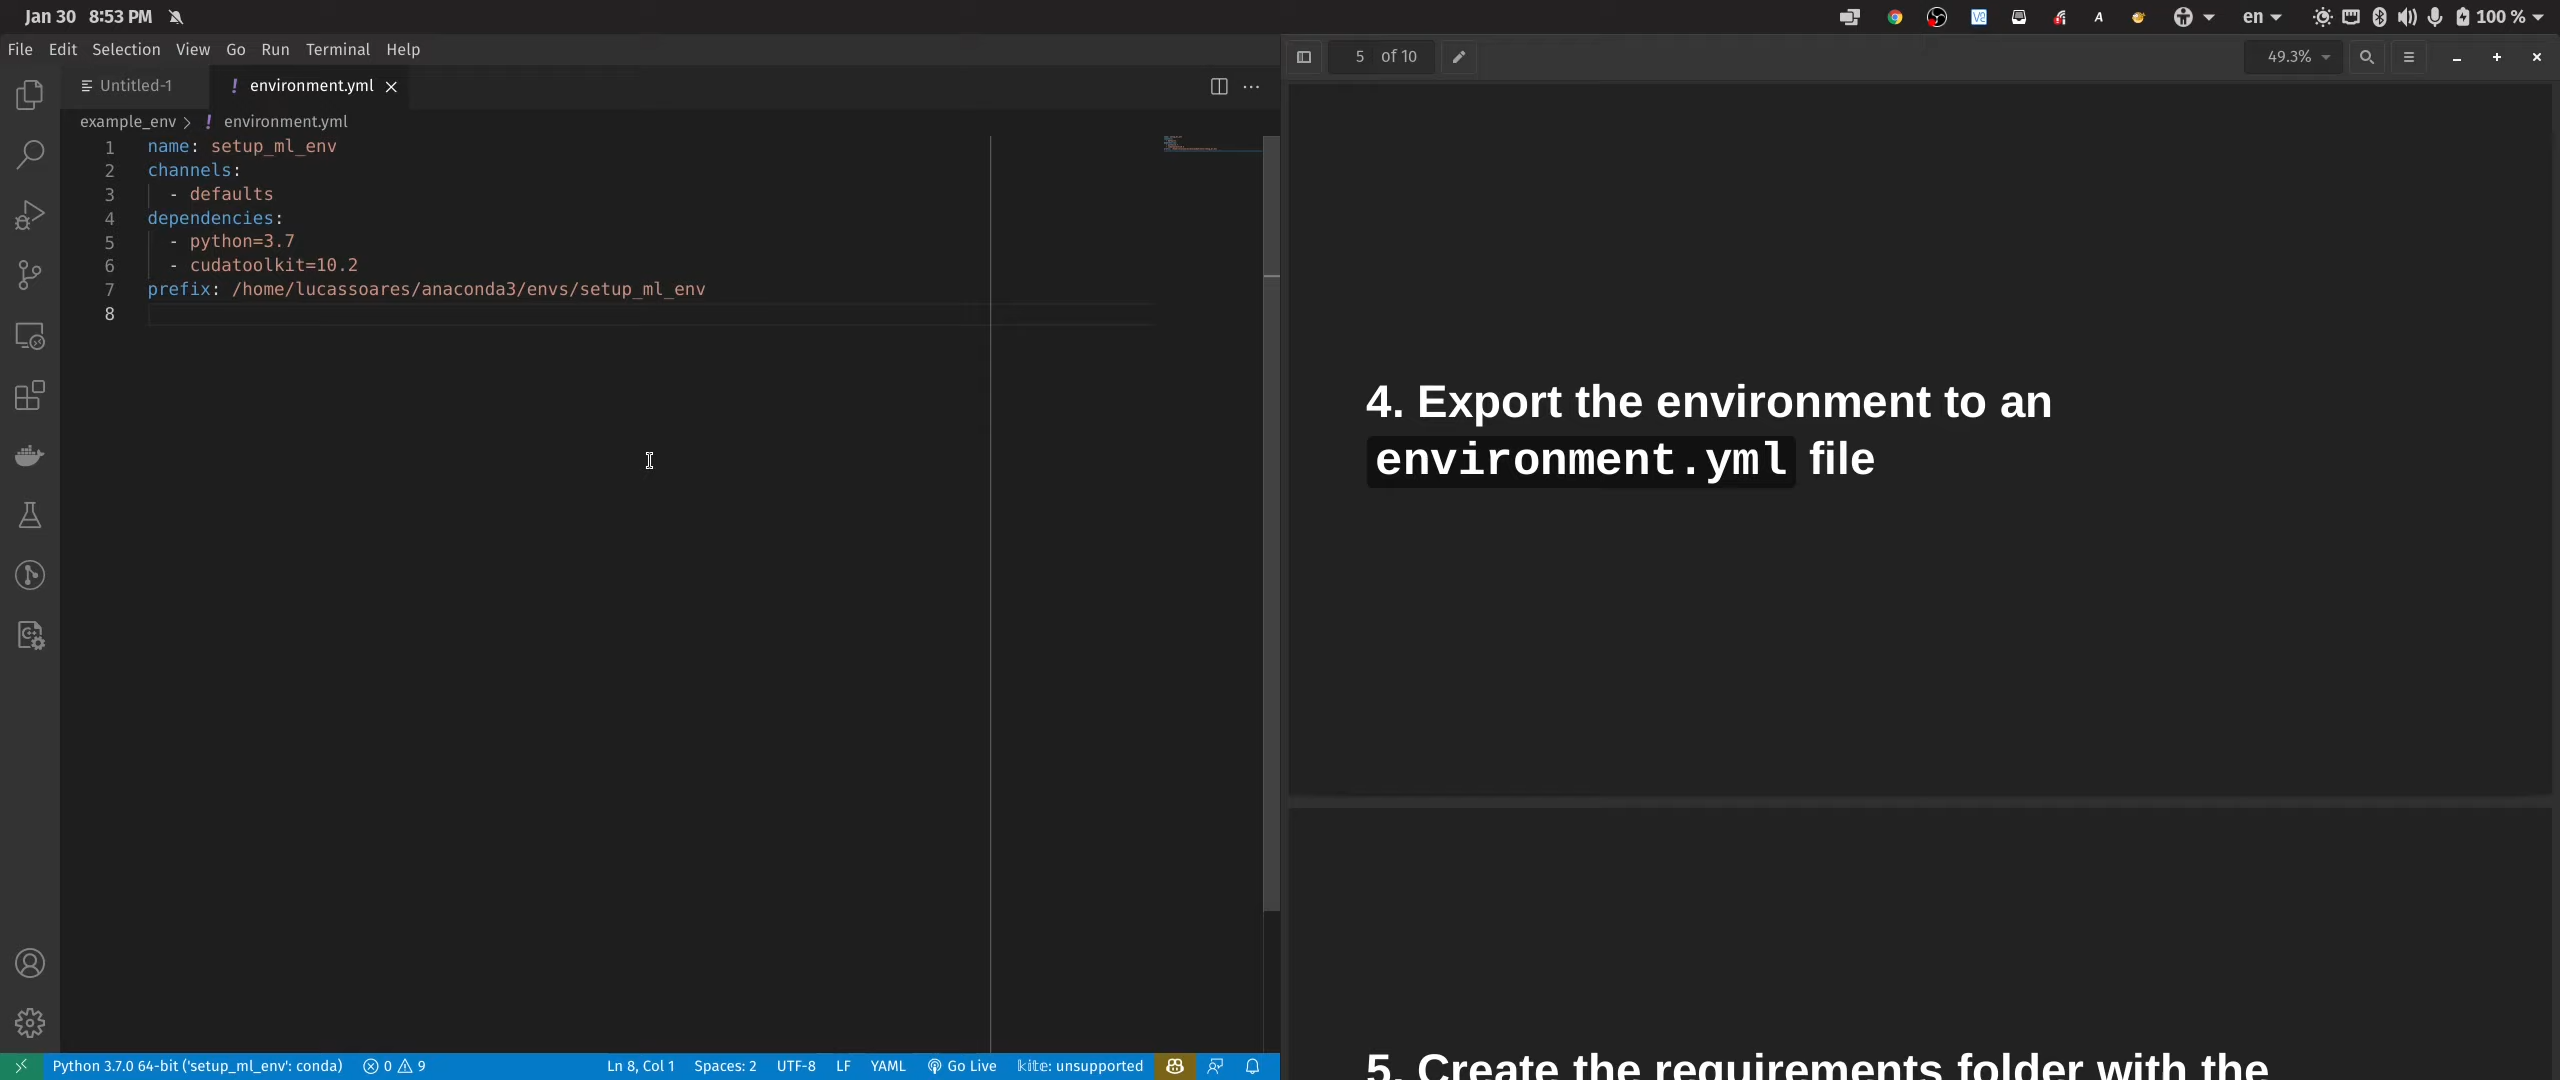 Jan 30 8:53 PM
en
100 %
File Edit Selection View Go Run Terminal Help
Untitled-1
! environment.yml
example_env > ! environment.yml
1 name: setup_ml_env
2 channels:
3 - defaults
4 dependencies:
5 - python=3.7
6 - cudatoolkit=10.2
7 prefix: /home/lucassoares/anaconda3/envs/setup_ml_env
8
Python 3.7.0 64-bit ('setup_ml_env': conda) 0 9
Ln 8, Col 1 Spaces: 2 UTF-8 LF YAML Go Live kite: unsupported
5 of 10
49.3%
4. Export the environment to an
environment.yml file
5. Create the requirements folder with the